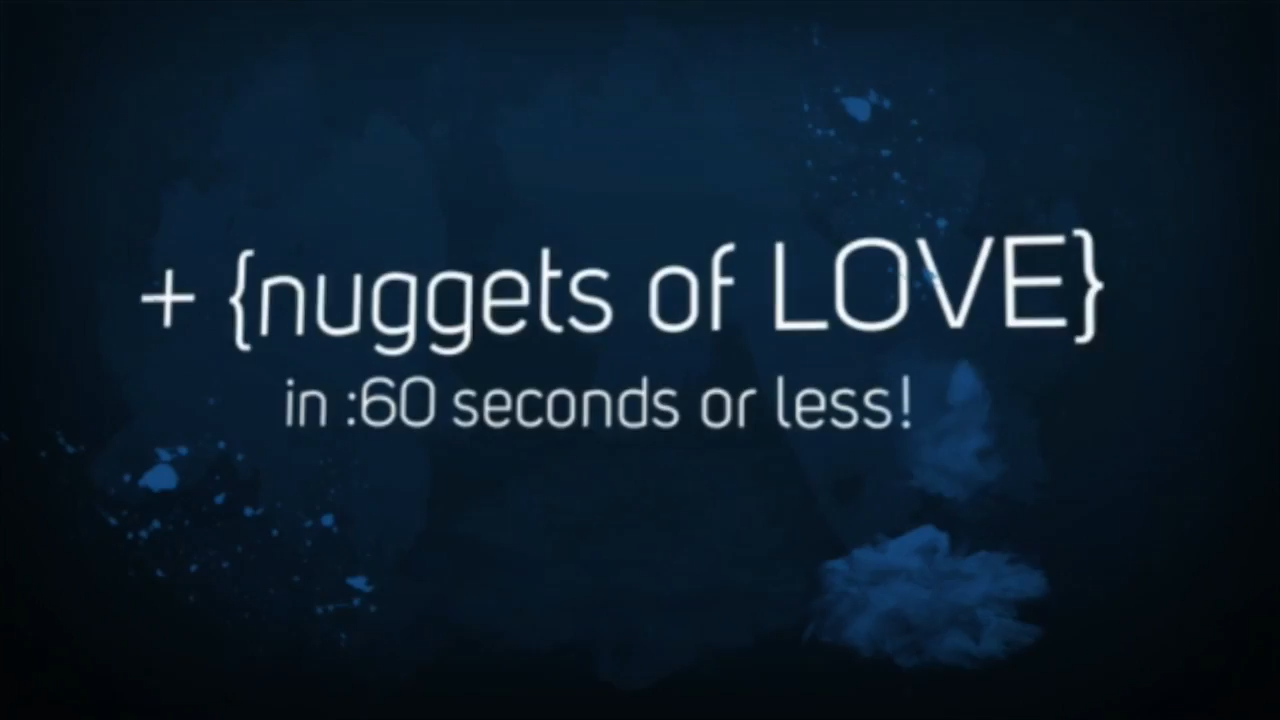 + {nuggets of LOVE}
in :60 seconds or less!